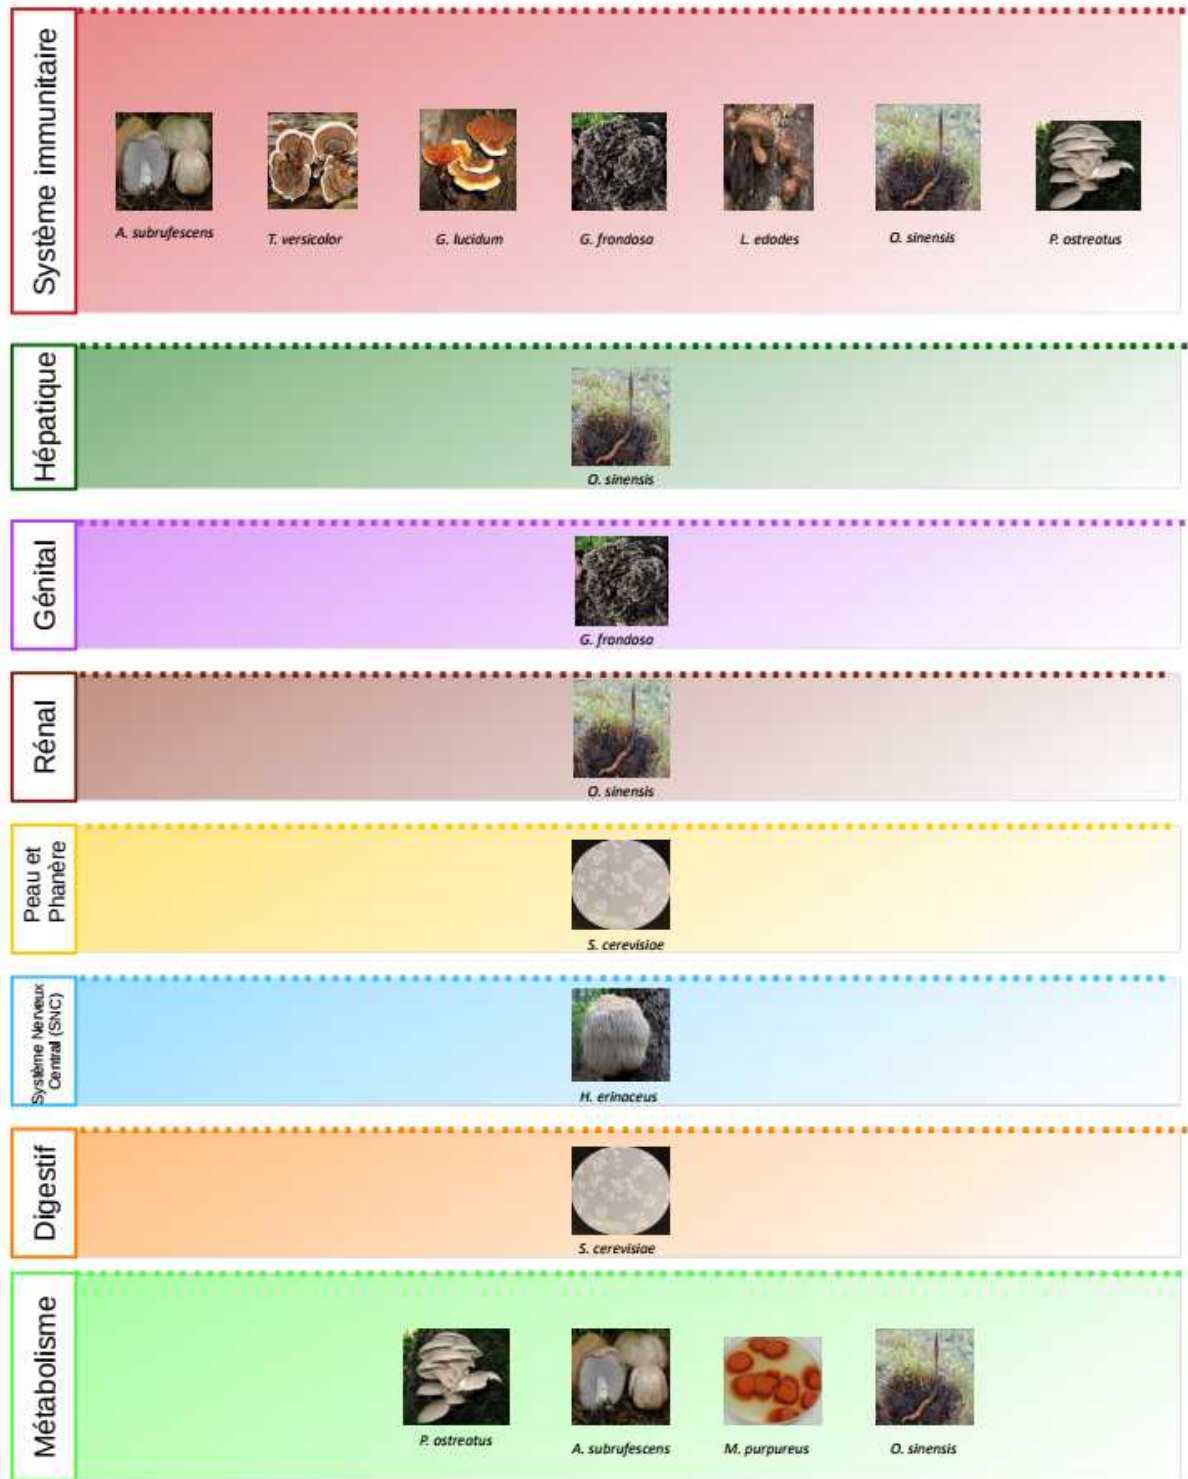 Système immunitaire
A. subrufescens
T. versicolor
G. lucidum
G. frondosa
L. edodes
O. sinensis
P. ostreatus
Hépatique
O. sinensis
Génital
G. frondosa
Rénal
O. sinensis
Peau et
Phanère
S. cerevisiae
Système Nerveux
Central (SNC)
H. erinaceus
Digestif
S. cerevisiae
Métabolisme
P. ostreatus
A. subrufescens
M. purpureus
O. sinensis